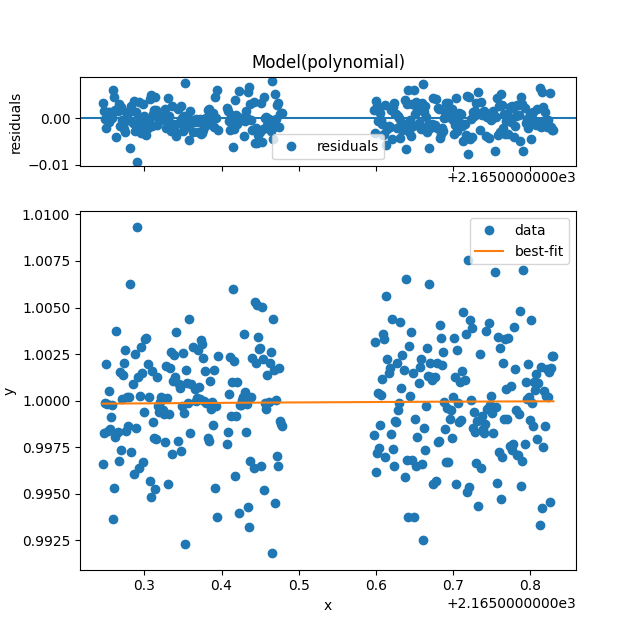 Model(polynomial)
residuals
0.00
−0.01
residuals
+2.1650000000e3
1.0100
1.0075
1.0050
1.0025
1.0000
0.9975
0.9950
0.9925
y
data
best-fit
0.3
0.4
0.5
0.6
0.7
0.8
x
+2.1650000000e3